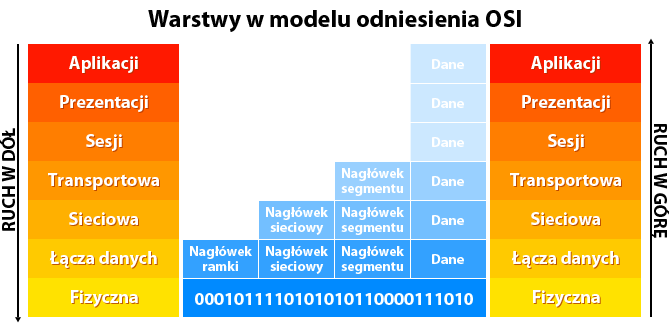 Warstwy w modelu odniesienia OSI
RUCH W DÓŁ
Aplikacji
Dane
Aplikacji
Prezentacji
Dane
Prezentacji
Sesji
Dane
Sesji
Transportowa
Nagłówek
segmentu
Dane
Transportowa
Sieciowa
Nagłówek
sieciowy
Nagłówek
segmentu
Dane
Sieciowa
Łącza danych
Nagłówek
ramki
Nagłówek
sieciowy
Nagłówek
segmentu
Dane
Łącza danych
Fizyczna
0001011110101010110000111010
Fizyczna
RUCH W GÓRĘ